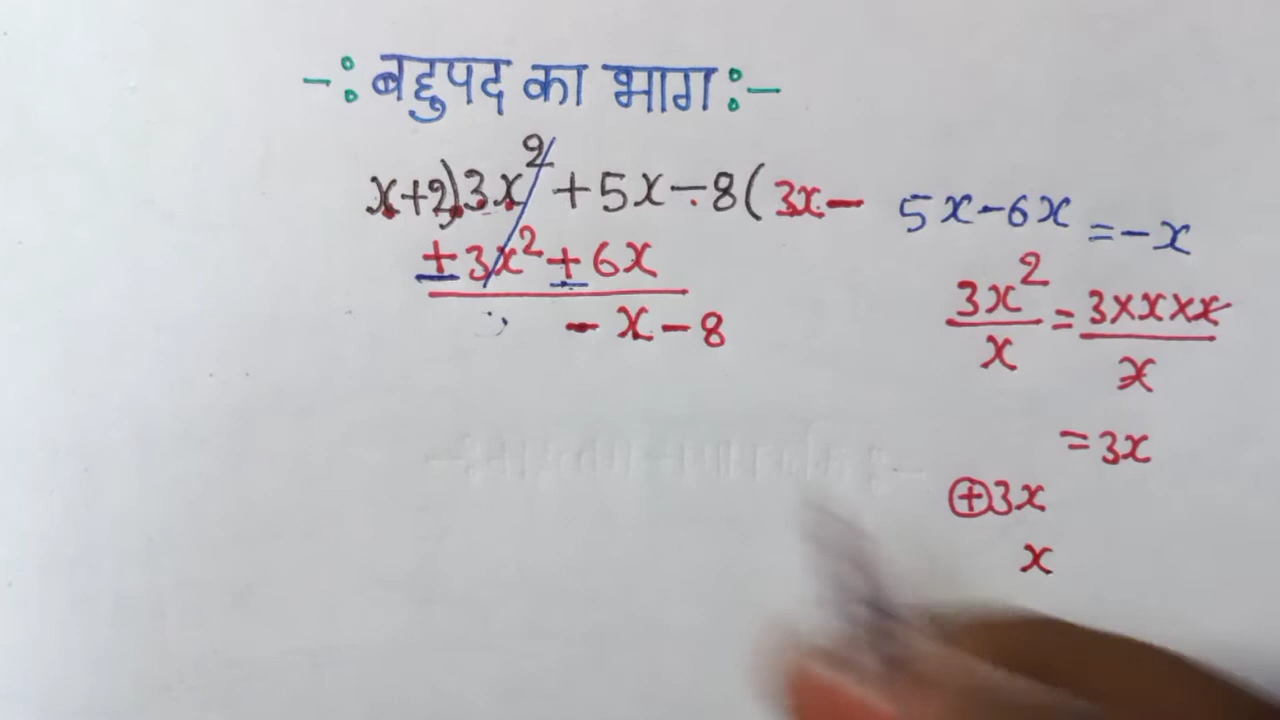 -: बहुपद का भाग :-
x+2)3x²+5x-8(3x-
±3x²±6x
-x-8
5x-6x=-x
3x²/x=3×x×x/x
=3x
⊕3x
x